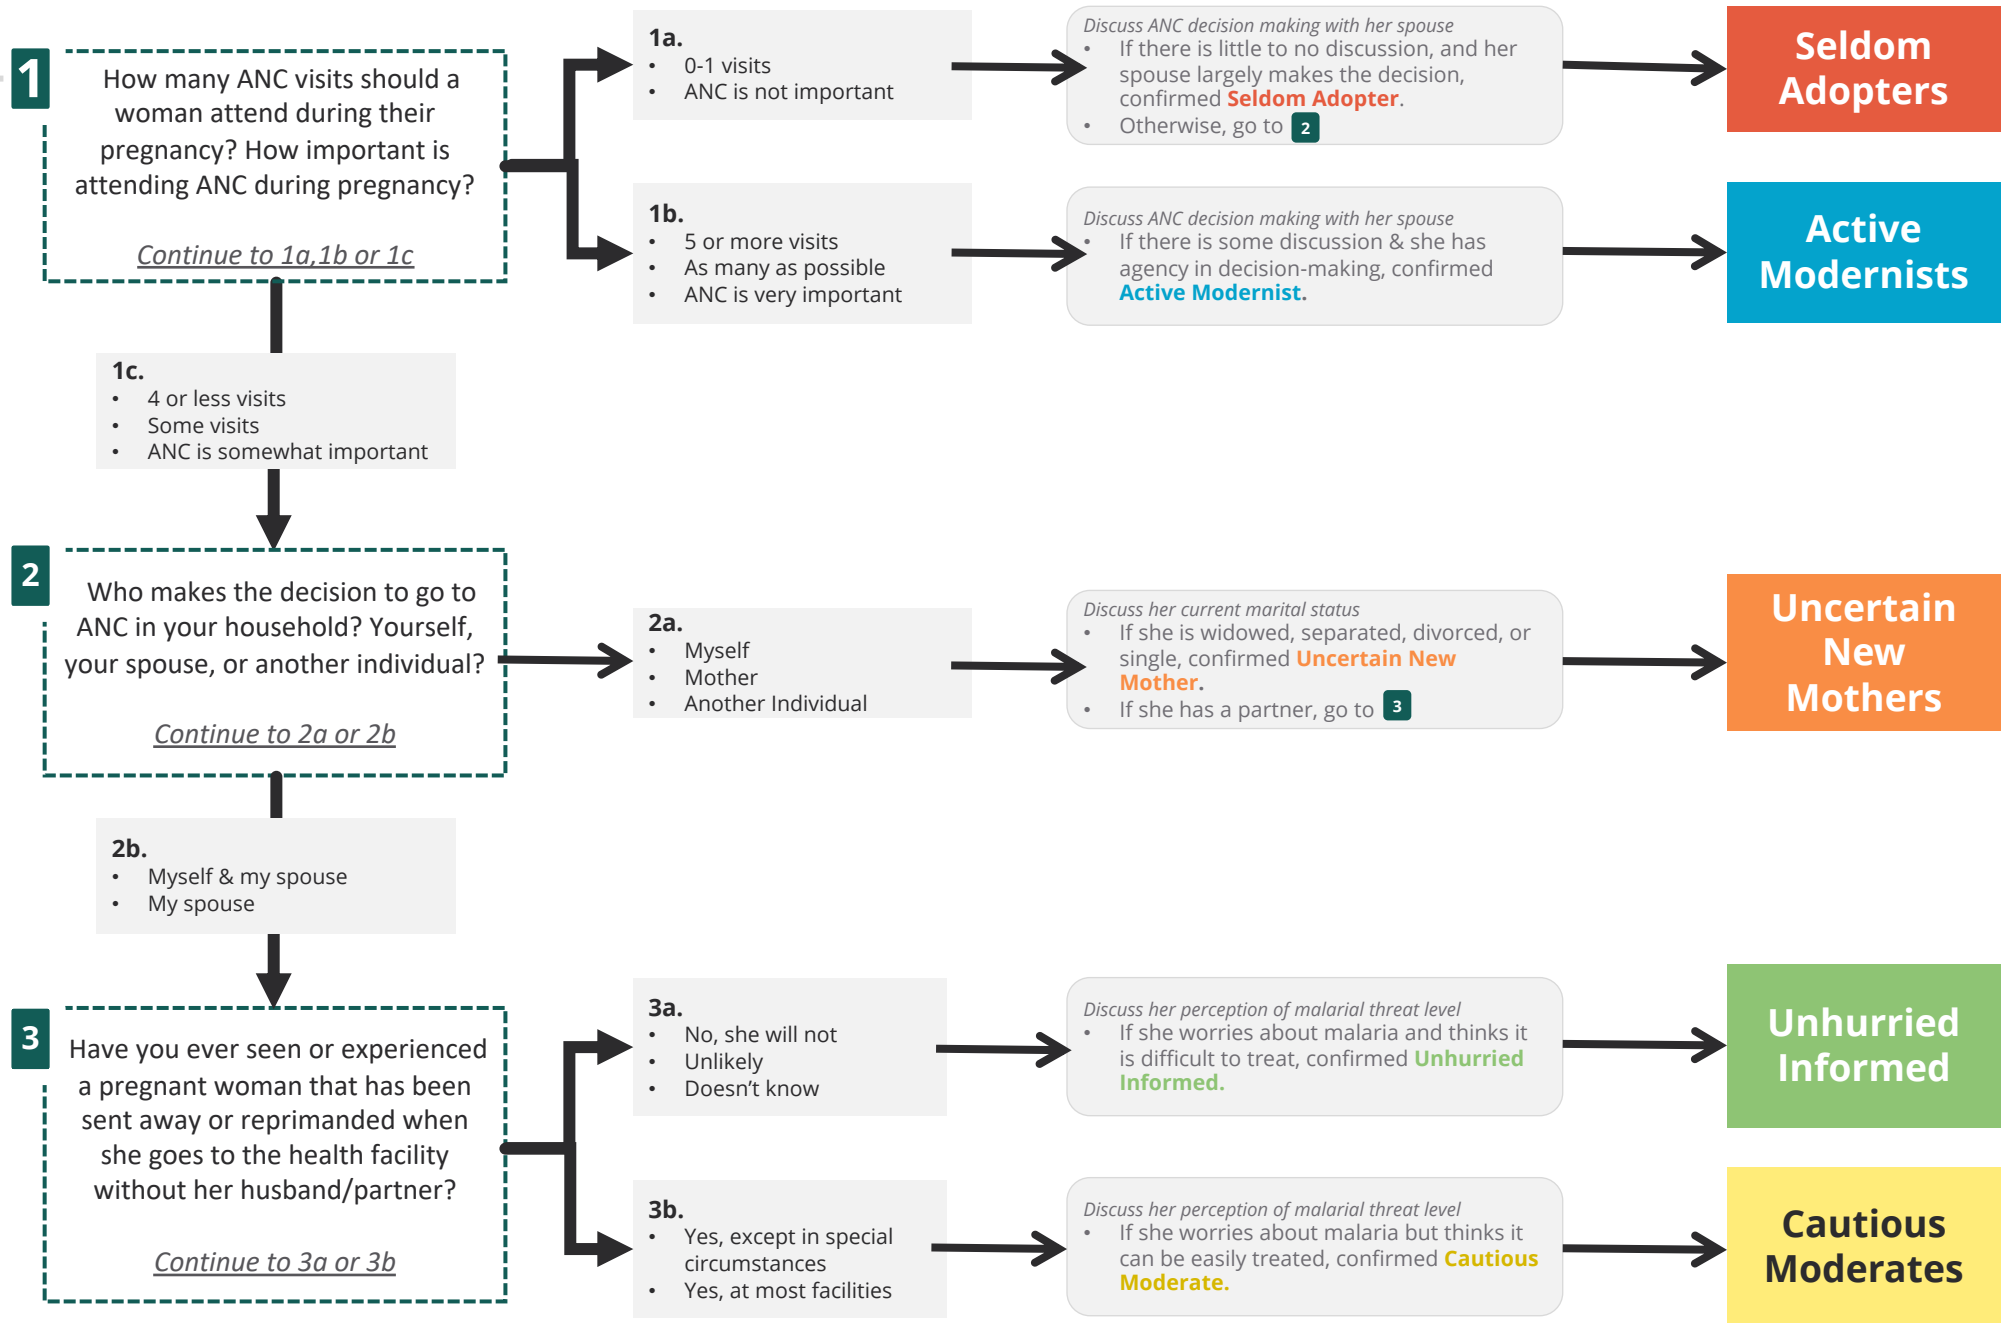 1
How many ANC visits should a
woman attend during their
pregnancy? How important is
attending ANC during pregnancy?
Continue to 1a,1b or 1c
1a.
• 0-1 visits
• ANC is not important
Discuss ANC decision making with her spouse
• If there is little to no discussion, and her
spouse largely makes the decision,
confirmed Seldom Adopter.
• Otherwise, go to 2
Seldom
Adopters
1b.
• 5 or more visits
• As many as possible
• ANC is very important
Discuss ANC decision making with her spouse
• If there is some discussion & she has
agency in decision-making, confirmed
Active Modernist.
Active
Modernists
1c.
• 4 or less visits
• Some visits
• ANC is somewhat important
2
Who makes the decision to go to
ANC in your household? Yourself,
your spouse, or another individual?
Continue to 2a or 2b
2a.
• Myself
• Mother
• Another Individual
Discuss her current marital status
• If she is widowed, separated, divorced, or
single, confirmed Uncertain New
Mother.
• If she has a partner, go to 3
Uncertain
New
Mothers
2b.
• Myself & my spouse
• My spouse
3
Have you ever seen or experienced
a pregnant woman that has been
sent away or reprimanded when
she goes to the health facility
without her husband/partner?
Continue to 3a or 3b
3a.
• No, she will not
• Unlikely
• Doesn’t know
Discuss her perception of malarial threat level
• If she worries about malaria and thinks it
is difficult to treat, confirmed Unhurried
Informed.
Unhurried
Informed
3b.
• Yes, except in special
circumstances
• Yes, at most facilities
Discuss her perception of malarial threat level
• If she worries about malaria but thinks it
can be easily treated, confirmed Cautious
Moderate.
Cautious
Moderates